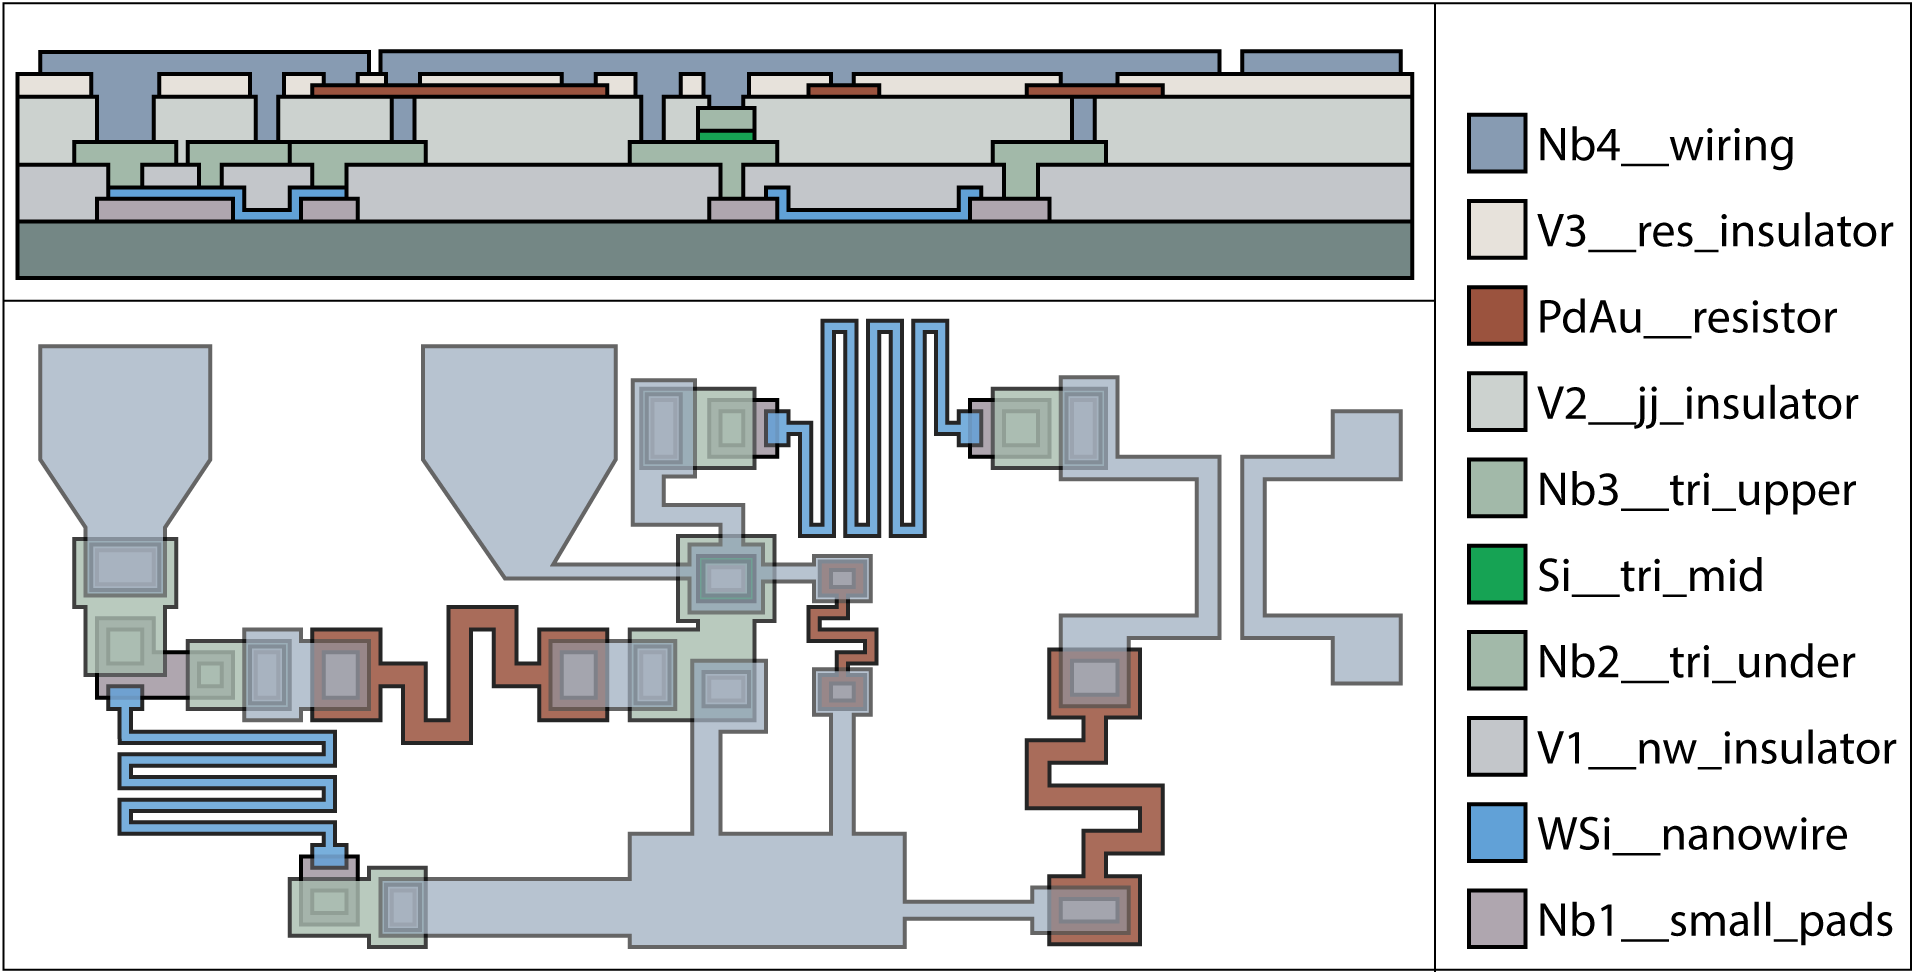 Nb4__wiring
V3__res_insulator
PdAu__resistor
V2__jj_insulator
Nb3__tri_upper
Si__tri_mid
Nb2__tri_under
V1__nw_insulator
WSi__nanowire
Nb1__small_pads